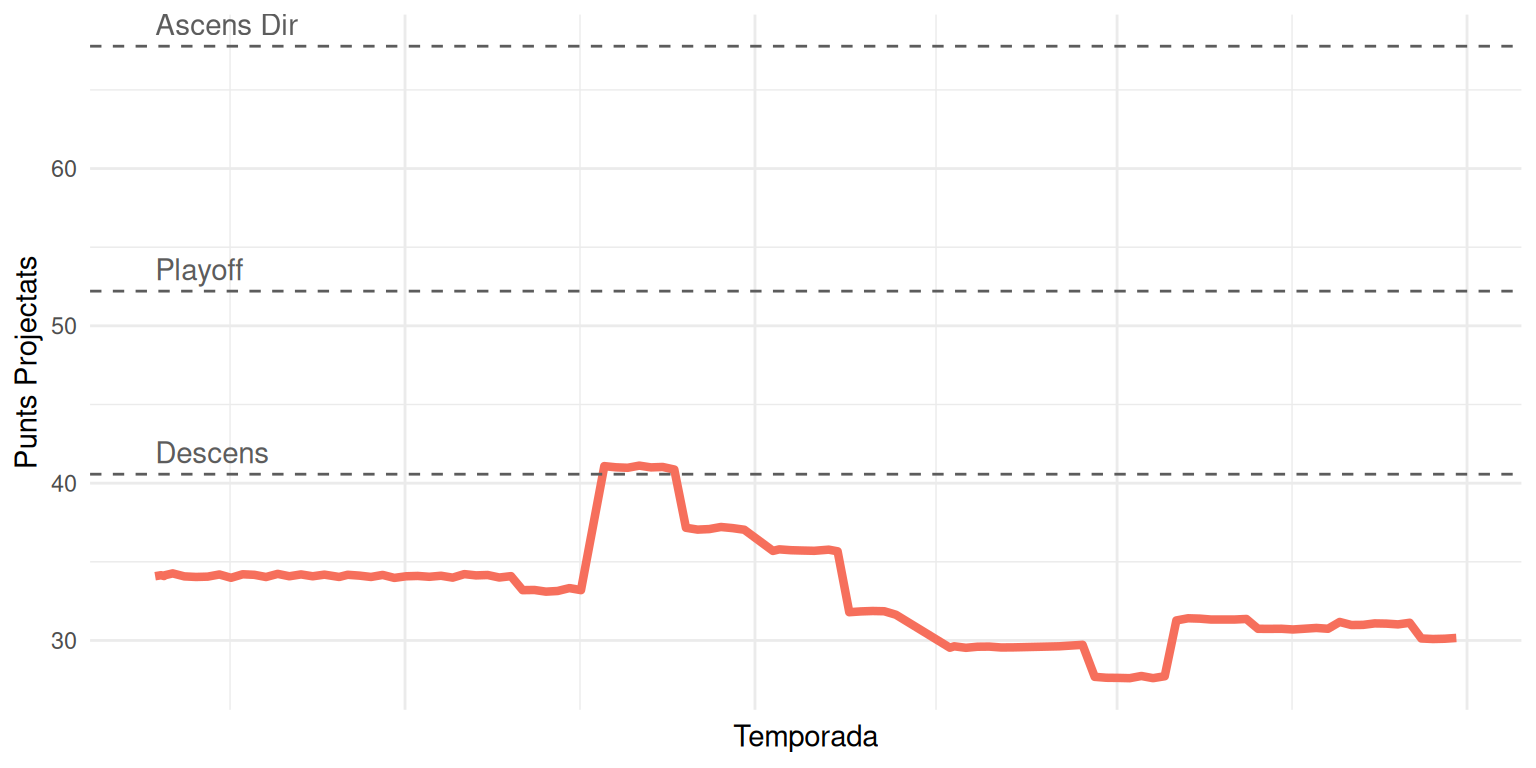 Ascens Dir
60
Playoff
50
Descens
40
30
Punts Projectats
Temporada